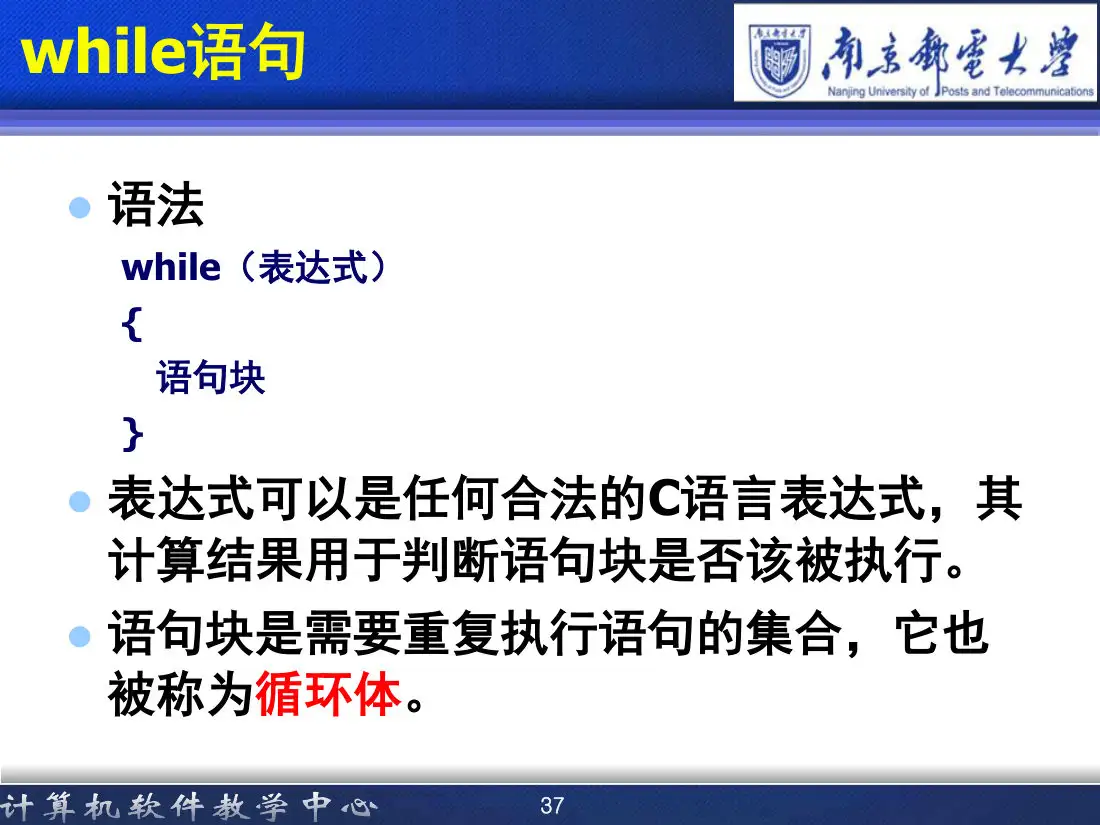 while语句
南京邮电大学
Nanjing University of Posts and Telecommunications
语法
while（表达式）
{
语句块
}
表达式可以是任何合法的C语言表达式，其
计算结果用于判断语句块是否该被执行。
语句块是需要重复执行语句的集合，它也
被称为循环体。
计算机软件教学中心
37